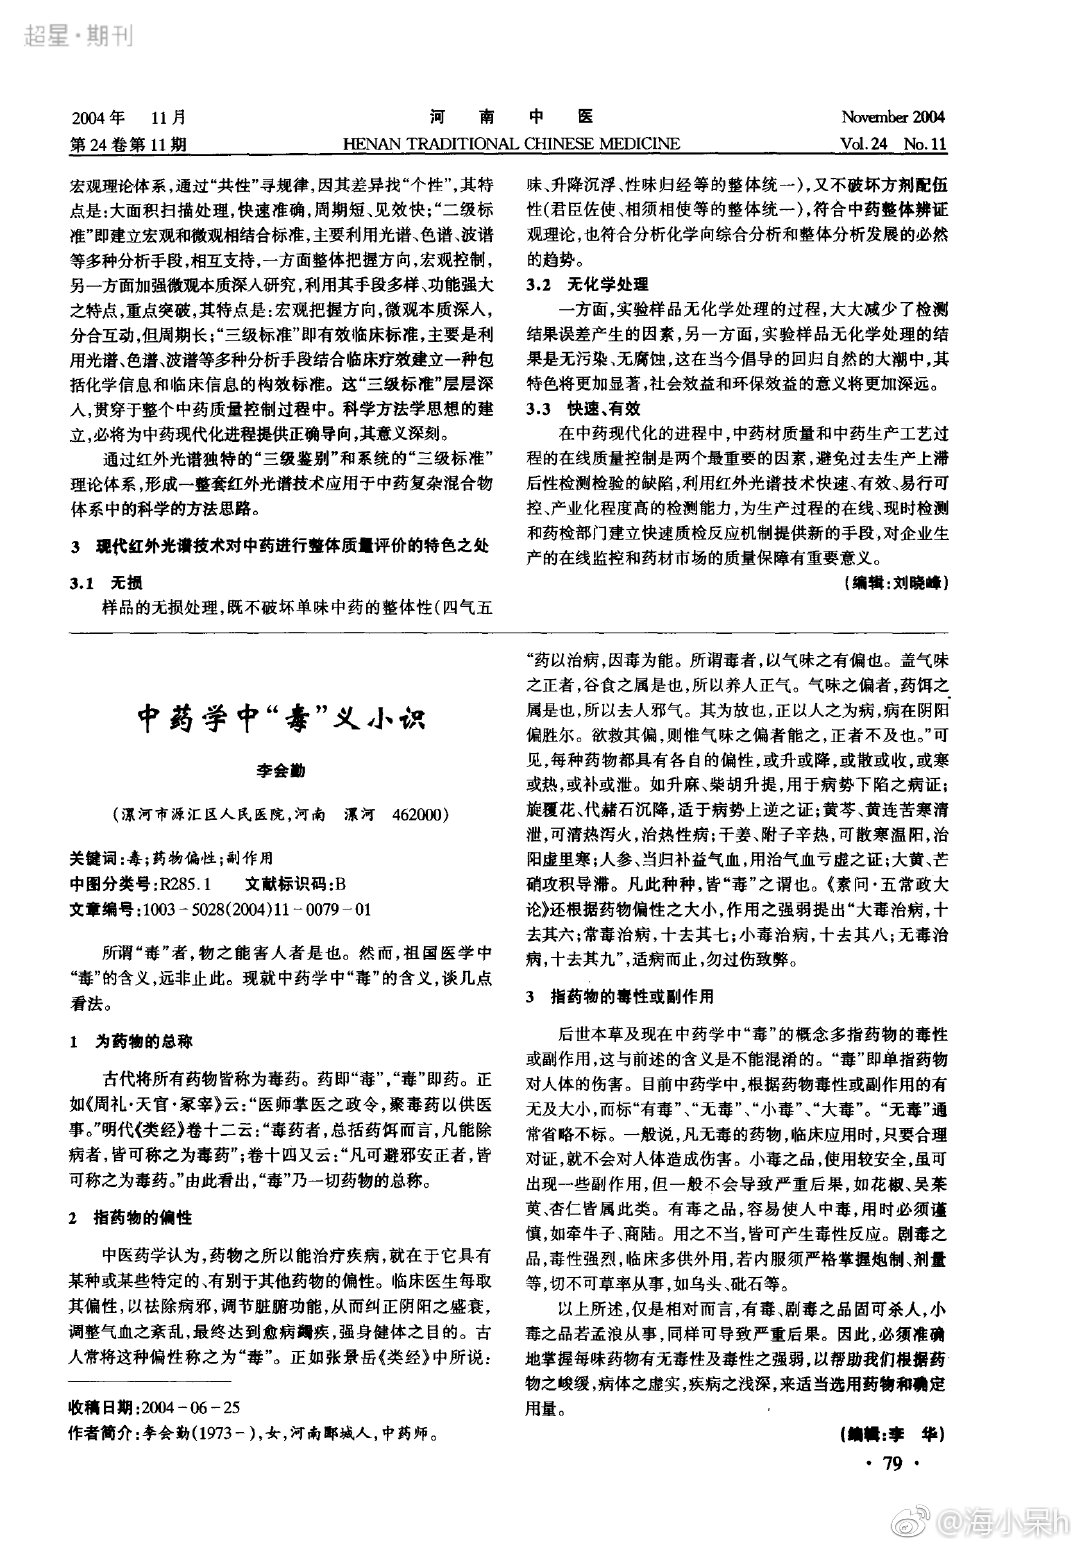 超星·期刊
2004年 11月
河南中医
November 2004
第24卷第11期
HENAN TRADITIONAL CHINESE MEDICINE
Vol.24 No.11
宏观理论体系,通过“共性”寻规律,因其差异找“个性”,其特
点是:大面积扫描处理,快速准确,周期短、见效快;“二级标
准”即建立宏观和微观相结合标准,主要利用光谱、色谱、波谱
等多种分析手段,相互支持,一方面整体把握方向,宏观控制,
另一方面加强微观本质深入研究,利用其手段多样、功能强大
之特点,重点突破,其特点是:宏观把握方向,微观本质深入,
分合互动,但周期长;“三级标准”即有效临床标准,主要是利
用光谱、色谱、波谱等多种分析手段结合临床疗效建立一种包
括化学信息和临床信息的构效标准。这“三级标准”层层深
入,贯穿于整个中药质量控制过程中。科学方法学思想的建
立,必将为中药现代化进程提供正确导向,其意义深刻。
通过红外光谱独特的“三级鉴别”和系统的“三级标准”
理论体系,形成一整套红外光谱技术应用于中药复杂混合物
体系中的科学的方法思路。
3 现代红外光谱技术对中药进行整体质量评价的特色之处
3.1 无损
样品的无损处理,既不破坏单味中药的整体性(四气五
味、升降沉浮、性味归经等的整体统一),又不破坏方剂配伍
性(君臣佐使、相须相使等的整体统一),符合中药整体辨证
观理论,也符合分析化学向综合分析和整体分析发展的必然
的趋势。
3.2 无化学处理
一方面,实验样品无化学处理的过程,大大减少了检测
结果误差产生的因素,另一方面,实验样品无化学处理的结
果是无污染、无腐蚀,这在当今倡导的回归自然的大潮中,其
特色将更加显著,社会效益和环保效益的意义将更加深远。
3.3 快速、有效
在中药现代化的进程中,中药材质量和中药生产工艺过
程的在线质量控制是两个最重要的因素,避免过去生产上滞
后性检测检验的缺陷,利用红外光谱技术快速、有效、易行可
控、产业化程度高的检测能力,为生产过程的在线、现时检测
和药检部门建立快速质检反应机制提供新的手段,对企业生
产的在线监控和药材市场的质量保障有重要意义。
(编辑:刘晓峰)
中药学中“毒”义小识
李会勤
(漯河市源汇区人民医院,河南 漯河 462000)
关键词:毒;药物偏性;副作用
中图分类号:R285.1 文献标识码:B
文章编号:1003-5028(2004)11-0079-01
所谓“毒”者,物之能害人者是也。然而,祖国医学中
“毒”的含义,远非止此。现就中药学中“毒”的含义,谈几点
看法。
1 为药物的总称
古代将所有药物皆称为毒药。药即“毒”,“毒”即药。正
如《周礼·天官·冢宰》云:“医师掌医之政令,聚毒药以供医
事。”明代《类经》卷十二云:“毒药者,总括药饵而言,凡能除
病者,皆可称之为毒药”;卷十四又云:“凡可避邪安正者,皆
可称之为毒药。”由此看出,“毒”乃一切药物的总称。
2 指药物的偏性
中医药学认为,药物之所以能治疗疾病,就在于它具有
某种或某些特定的、有别于其他药物的偏性。临床医生每取
其偏性,以祛除病邪,调节脏腑功能,从而纠正阴阳之盛衰,
调整气血之紊乱,最终达到愈病蠲疾,强身健体之目的。古
人常将这种偏性称之为“毒”。正如张景岳《类经》中所说:
收稿日期:2004-06-25
作者简介:李会勤(1973-),女,河南郾城人,中药师。
“药以治病,因毒为能。所谓毒者,以气味之有偏也。盖气味
之正者,谷食之属是也,所以养人正气。气味之偏者,药饵之
属是也,所以去人邪气。其为故也,正以人之为病,病在阴阳
偏胜尔。欲救其偏,则惟气味之偏者能之,正者不及也。”可
见,每种药物都具有各自的偏性,或升或降,或散或收,或寒
或热,或补或泄。如升麻、柴胡升提,用于病势下陷之病证;
旋覆花、代赭石沉降,适于病势上逆之证;黄芩、黄连苦寒清
泄,可清热泻火,治热性病;干姜、附子辛热,可散寒温阳,治
阳虚里寒;人参、当归补益气血,用治气血亏虚之证;大黄、芒
硝攻积导滞。凡此种种,皆“毒”之谓也。《素问·五常政大
论》还根据药物偏性之大小,作用之强弱提出“大毒治病,十
去其六;常毒治病,十去其七;小毒治病,十去其八;无毒治
病,十去其九”,适病而止,勿过伤致弊。
3 指药物的毒性或副作用
后世本草及现在中药学中“毒”的概念多指药物的毒性
或副作用,这与前述的含义是不能混淆的。“毒”即单指药物
对人体的伤害。目前中药学中,根据药物毒性或副作用的有
无及大小,而标“有毒”、“无毒”、“小毒”、“大毒”。“无毒”通
常省略不标。一般说,凡无毒的药物,临床应用时,只要合理
对证,就不会对人体造成伤害。小毒之品,使用较安全,虽可
出现一些副作用,但一般不会导致严重后果,如花椒、吴茱
萸、杏仁皆属此类。有毒之品,容易使人中毒,用时必须谨
慎,如牵牛子、商陆。用之不当,皆可产生毒性反应。剧毒之
品,毒性强烈,临床多供外用,若内服须严格掌握炮制、剂量
等,切不可草率从事,如乌头、砒石等。
以上所述,仅是相对而言,有毒、剧毒之品固可杀人,小
毒之品若孟浪从事,同样可导致严重后果。因此,必须准确
地掌握每味药物有无毒性及毒性之强弱,以帮助我们根据药
物之峻缓,病体之虚实,疾病之浅深,来适当选用药物和确定
用量。
(编辑:李 华)
·79·
@海小呆h